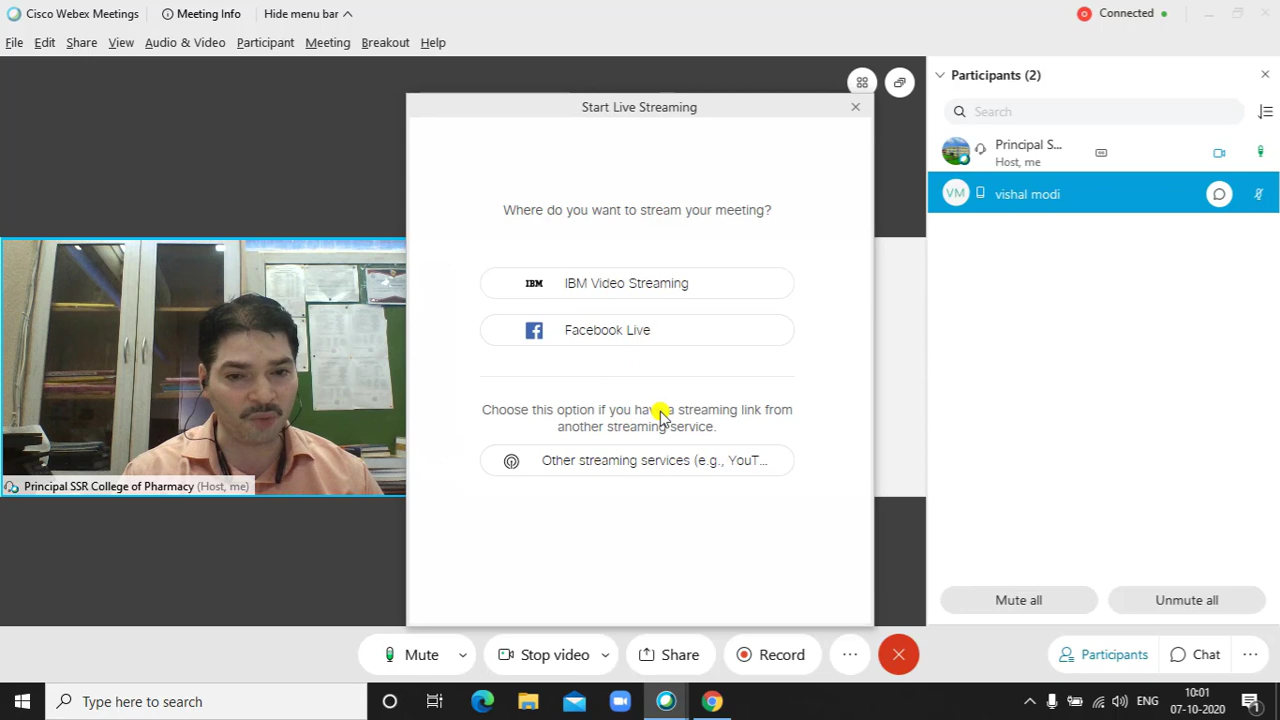 Cisco Webex Meetings
Meeting Info
Hide menu bar
Connected
File Edit Share View Audio & Video Participant Meeting Breakout Help
Start Live Streaming
Where do you want to stream your meeting?
IBM IBM Video Streaming
Facebook Live
Choose this option if you have a streaming link from
another streaming service.
Other streaming services (e.g., YouT...
Principal SSR College of Pharmacy (Host, me)
Participants (2)
Search
Principal S...
Host, me
VM vishal modi
Mute all
Unmute all
Mute
Stop video
Share
Record
Participants
Chat
Type here to search
ENG
10:01
07-10-2020
1